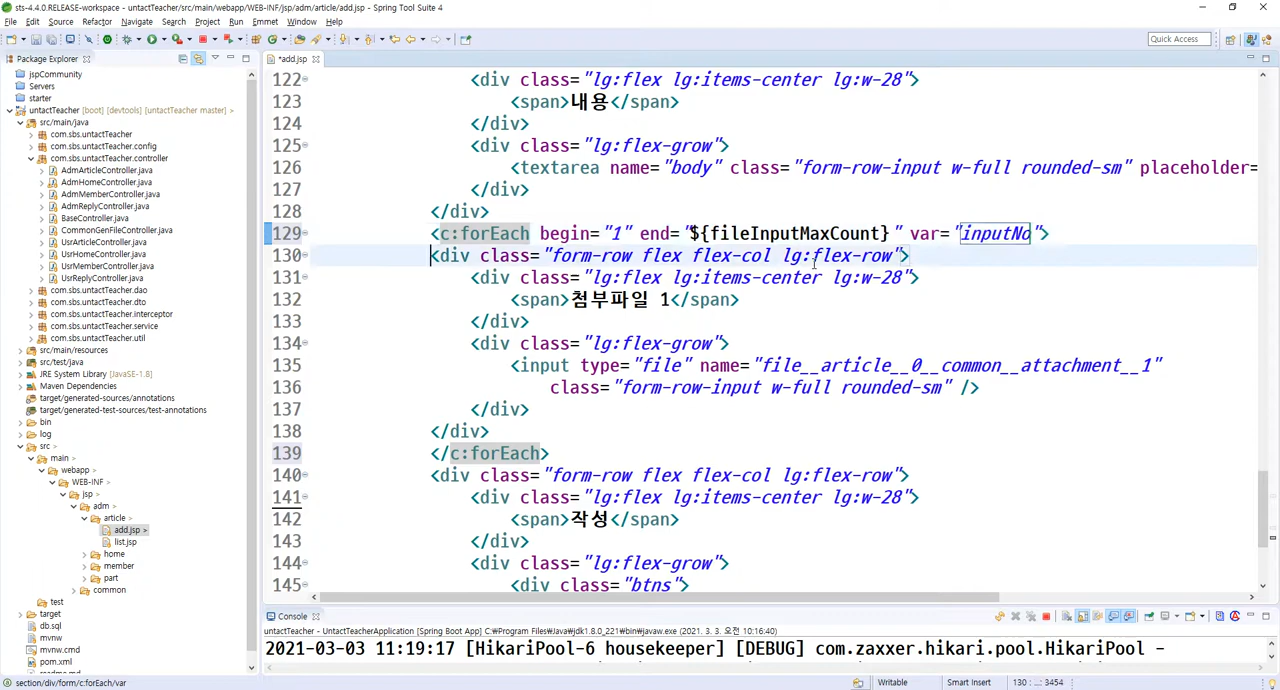 sts-4.4.0.RELEASE-workspace - untactTeacher/src/main/webapp/WEB-INF/jsp/adm/article/add.jsp - Spring Tool Suite 4
File Edit Source Refactor Navigate Search Project Run Emmet Window Help
Quick Access
Package Explorer
jspCommunity
Servers
starter
untactTeacher [boot] [devtools] [untactTeacher master]
src/main/java
com.sbs.untactTeacher
com.sbs.untactTeacher.config
com.sbs.untactTeacher.controller
AdmArticleController.java
AdmHomeController.java
AdmMemberController.java
AdmReplyController.java
BaseController.java
CommonGenFileController.java
UsrArticleController.java
UsrHomeController.java
UsrMemberController.java
UsrReplyController.java
com.sbs.untactTeacher.dao
com.sbs.untactTeacher.dto
com.sbs.untactTeacher.interceptor
com.sbs.untactTeacher.service
com.sbs.untactTeacher.util
src/main/resources
src/test/java
JRE System Library [JavaSE-1.8]
Maven Dependencies
target/generated-sources/annotations
target/generated-test-sources/test-annotations
bin
log
src
main
webapp
WEB-INF
jsp
adm
article
add.jsp >
list.jsp
home
member
part
common
test
target
db.sql
mvnw
mvnw.cmd
pom.xml
*add.jsp
122 <div class="lg:flex lg:items-center lg:w-28">
123 <span>내용</span>
124 </div>
125 <div class="lg:flex-grow">
126 <textarea name="body" class="form-row-input w-full rounded-sm" placeholder=
127 </div>
128 </div>
129 <c:forEach begin="1" end="${fileInputMaxCount}" var="inputNo">
130 <div class="form-row flex flex-col lg:flex-row">
131 <div class="lg:flex lg:items-center lg:w-28">
132 <span>첨부파일 1</span>
133 </div>
134 <div class="lg:flex-grow">
135 <input type="file" name="file__article__0__common__attachment__1"
136 class="form-row-input w-full rounded-sm" />
137 </div>
138 </div>
139 </c:forEach>
140 <div class="form-row flex flex-col lg:flex-row">
141 <div class="lg:flex lg:items-center lg:w-28">
142 <span>작성</span>
143 </div>
144 <div class="lg:flex-grow">
145 <div class="btns">
Console
untactTeacher - UntactTeacherApplication [Spring Boot App] C:\Program Files\Java\jdk1.8.0_221\bin\javaw.exe (2021. 3. 3. 오전 10:16:40)
2021-03-03 11:19:17 [HikariPool-6 housekeeper] [DEBUG] com.zaxxer.hikari.pool.HikariPool -
section/div/form/c:forEach/var
Writable
Smart Insert
130 : ... : 3454